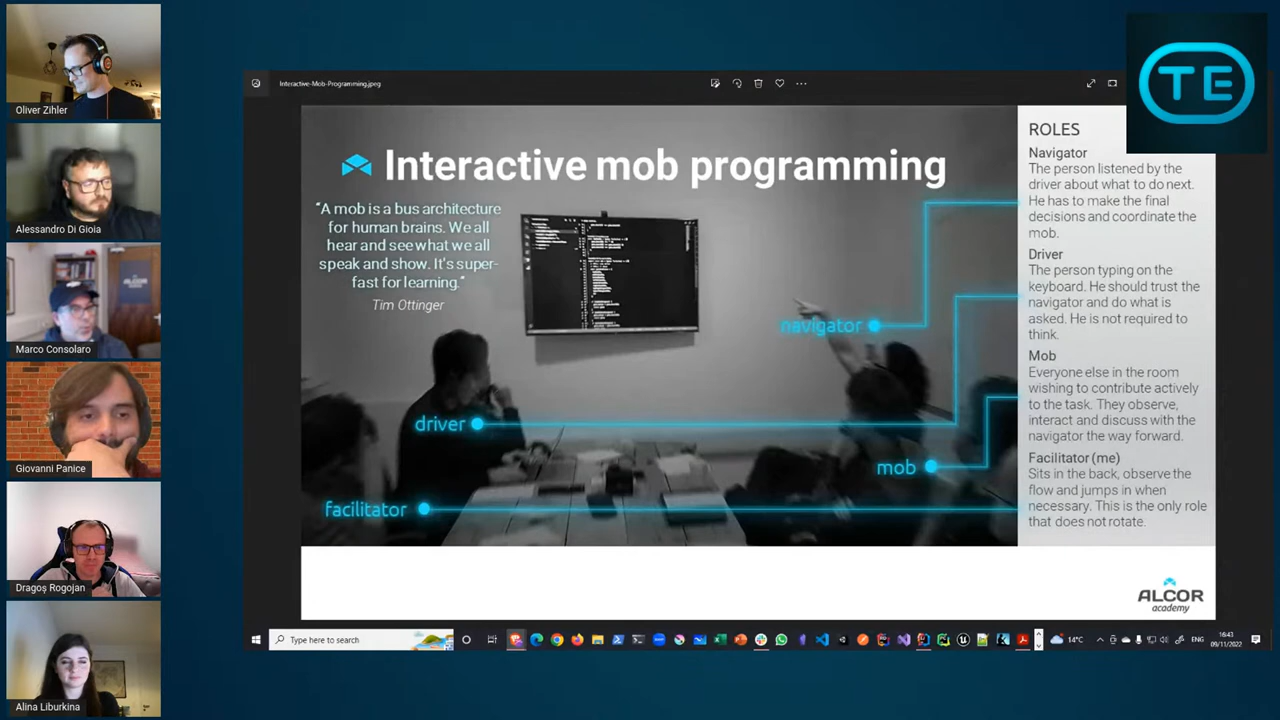 Oliver Zihler
Alessandro Di Gioia
Marco Consolaro
Giovanni Panice
Dragoș Rogojan
Alina Liburkina
Interactive-Mob-Programming.jpeg
TE
Interactive mob programming
“A mob is a bus architecture
for human brains. We all
hear and see what we all
speak and show. It's super-
fast for learning.”
Tim Ottinger
navigator
driver
mob
facilitator
ROLES
Navigator
The person listened by the
driver about what to do next.
He has to make the final
decisions and coordinate the
mob.
Driver
The person typing on the
keyboard. He should trust the
navigator and do what is
asked. He is not required to
think.
Mob
Everyone else in the room
wishing to contribute actively
to the task. They observe,
interact and discuss with the
navigator the way forward.
Facilitator (me)
Sits in the back, observe the
flow and jumps in when
necessary. This is the only role
that does not rotate.
ALCOR
academy
Type here to search
14°C
ENG
16:43
09/11/2022